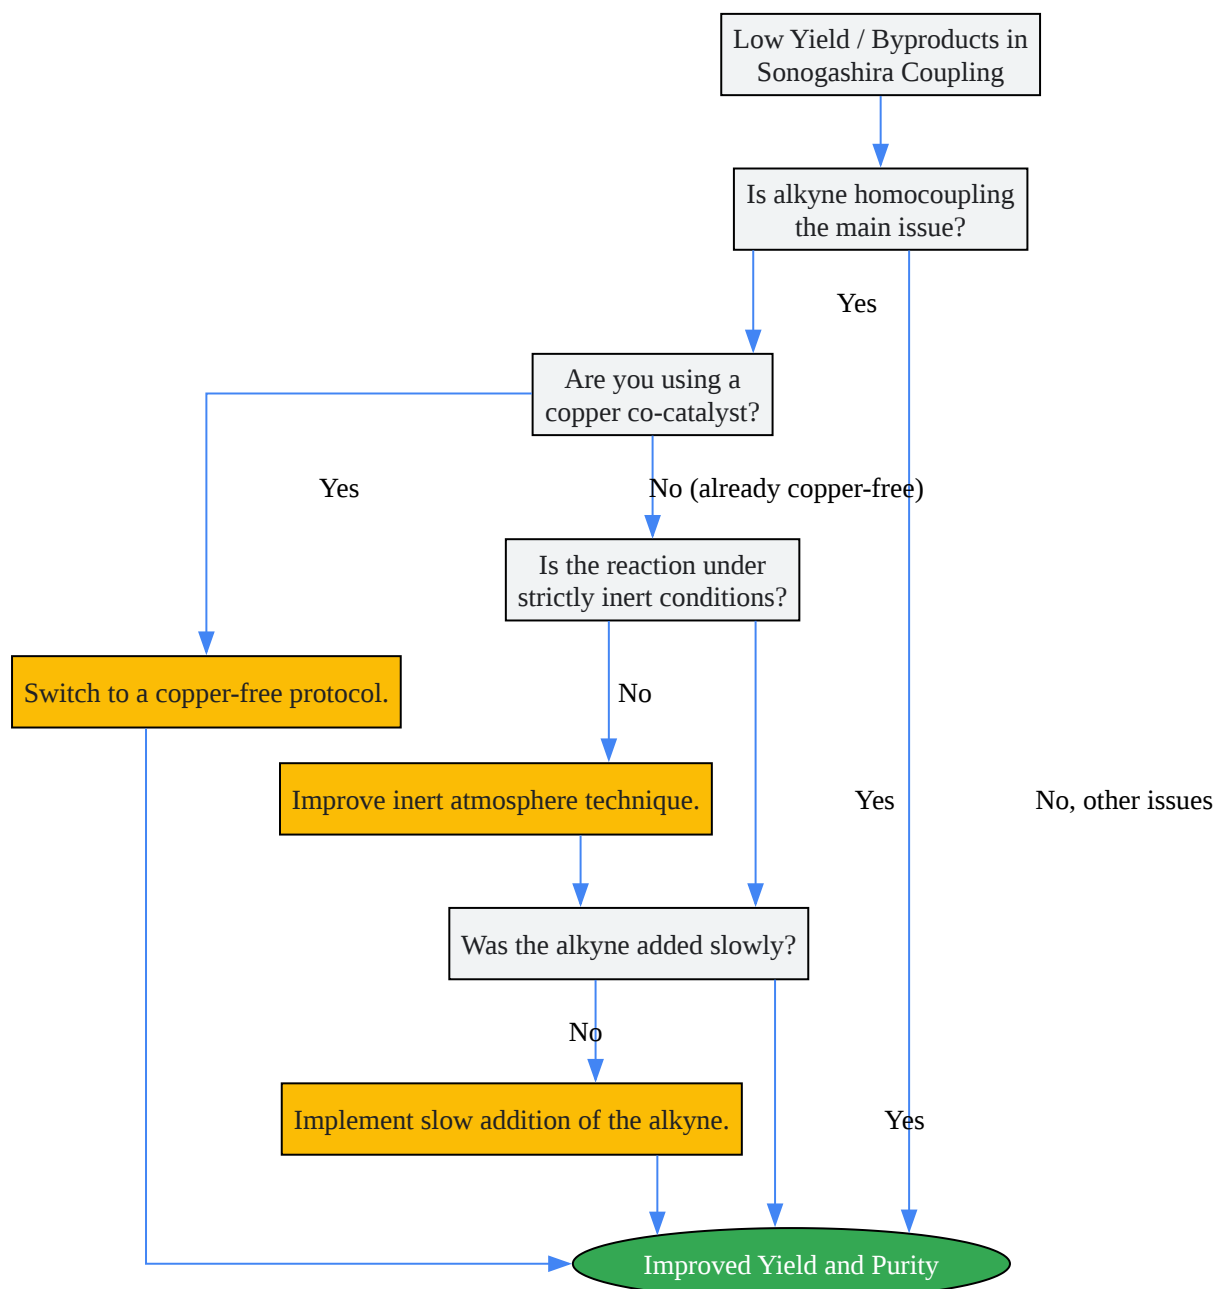 Low Yield / Byproducts in
Sonogashira Coupling
Is alkyne homocoupling
the main issue?
Yes
Are you using a
copper co-catalyst?
Yes
No (already copper-free)
Is the reaction under
strictly inert conditions?
Switch to a copper-free protocol.
No
Improve inert atmosphere technique.
Yes
No, other issues
Was the alkyne added slowly?
No
Implement slow addition of the alkyne.
Yes
Improved Yield and Purity